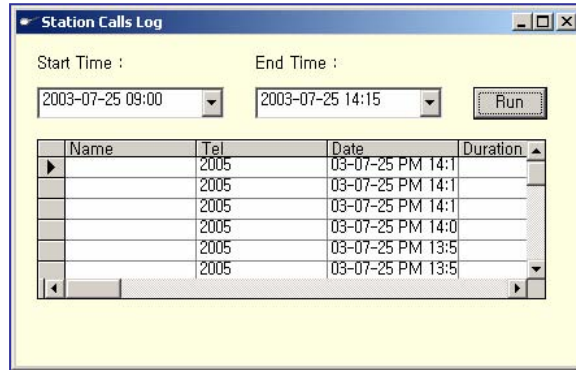 Station Calls Log
Start Time : End Time :
2003-07-25 09:00 2003-07-25 14:15 Run
Name Tel Date Duration
2005 03-07-25 PM 14:1
2005 03-07-25 PM 14:1
2005 03-07-25 PM 14:1
2005 03-07-25 PM 14:0
2005 03-07-25 PM 13:5
2005 03-07-25 PM 13:5